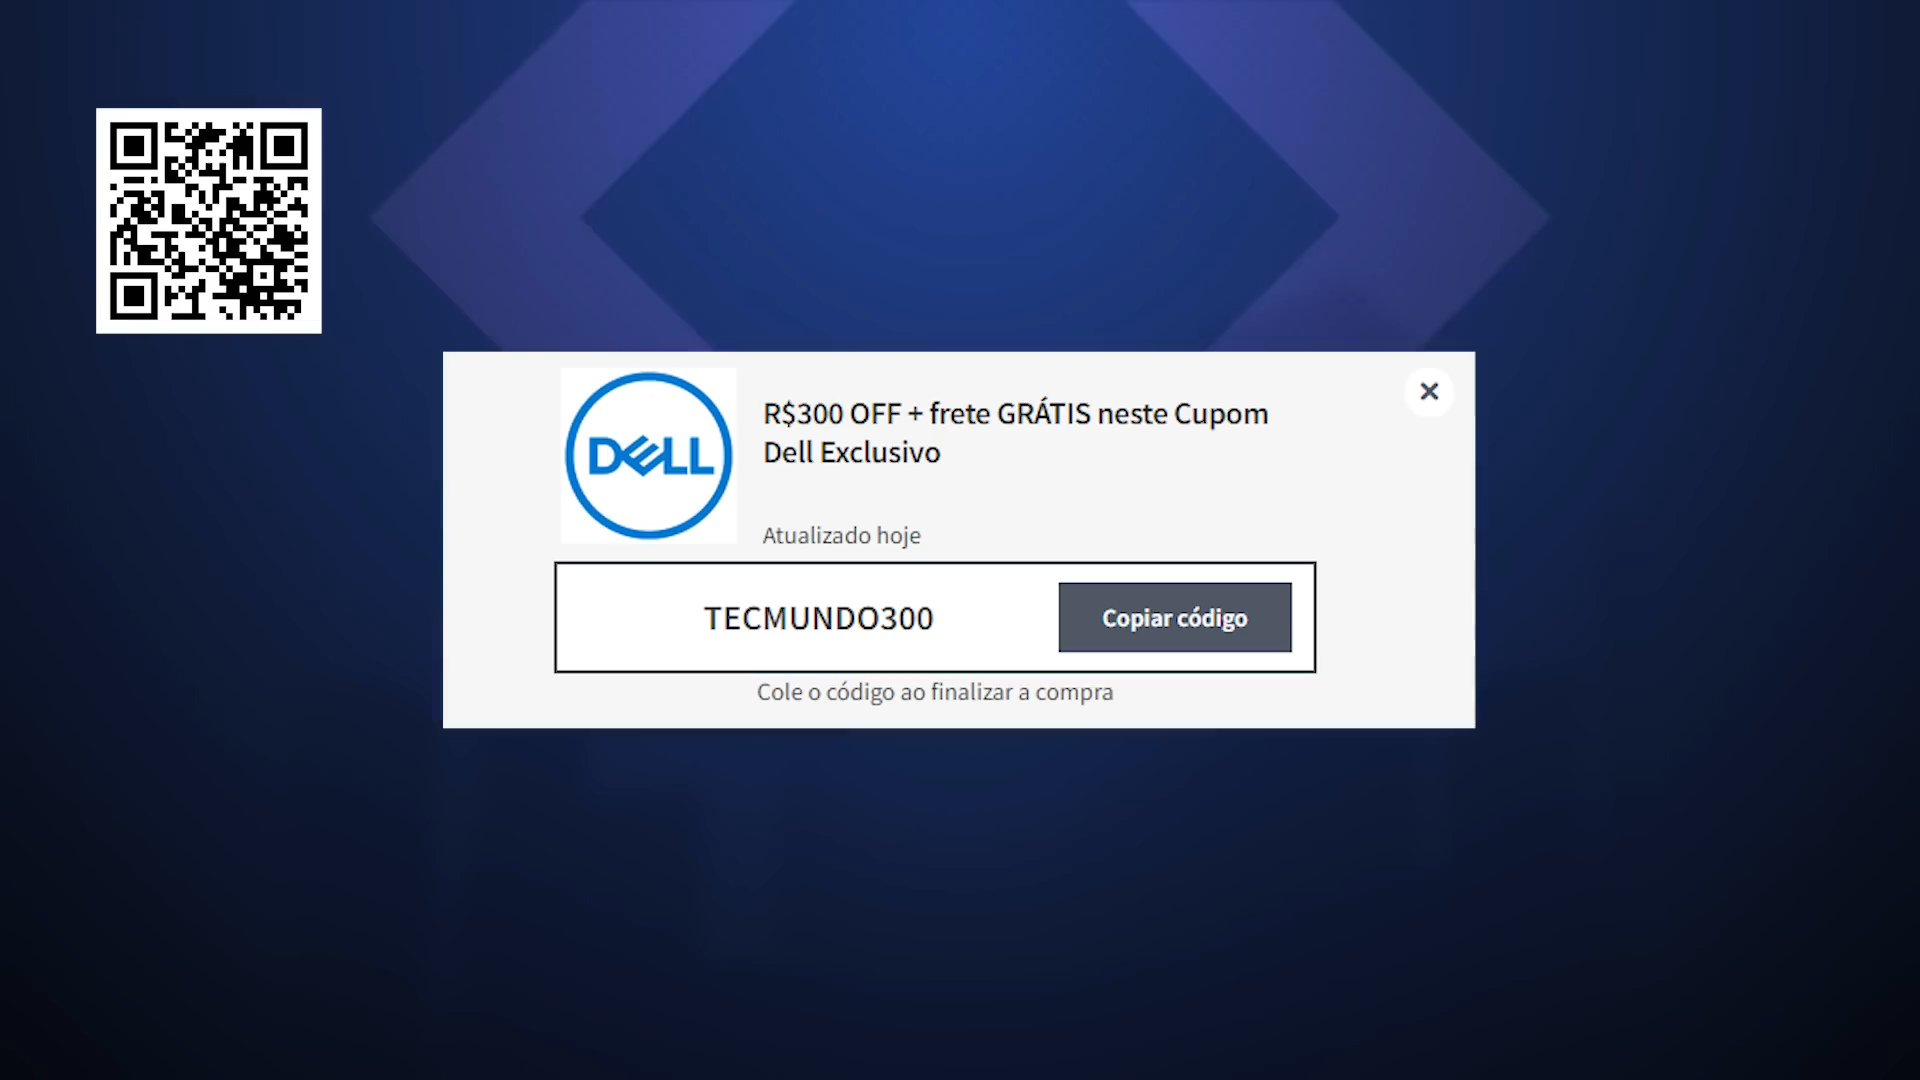 R$300 OFF + frete GRÁTIS neste Cupom
Dell Exclusivo
DELL
Atualizado hoje
TECMUNDO300
Copiar código
Cole o código ao finalizar a compra